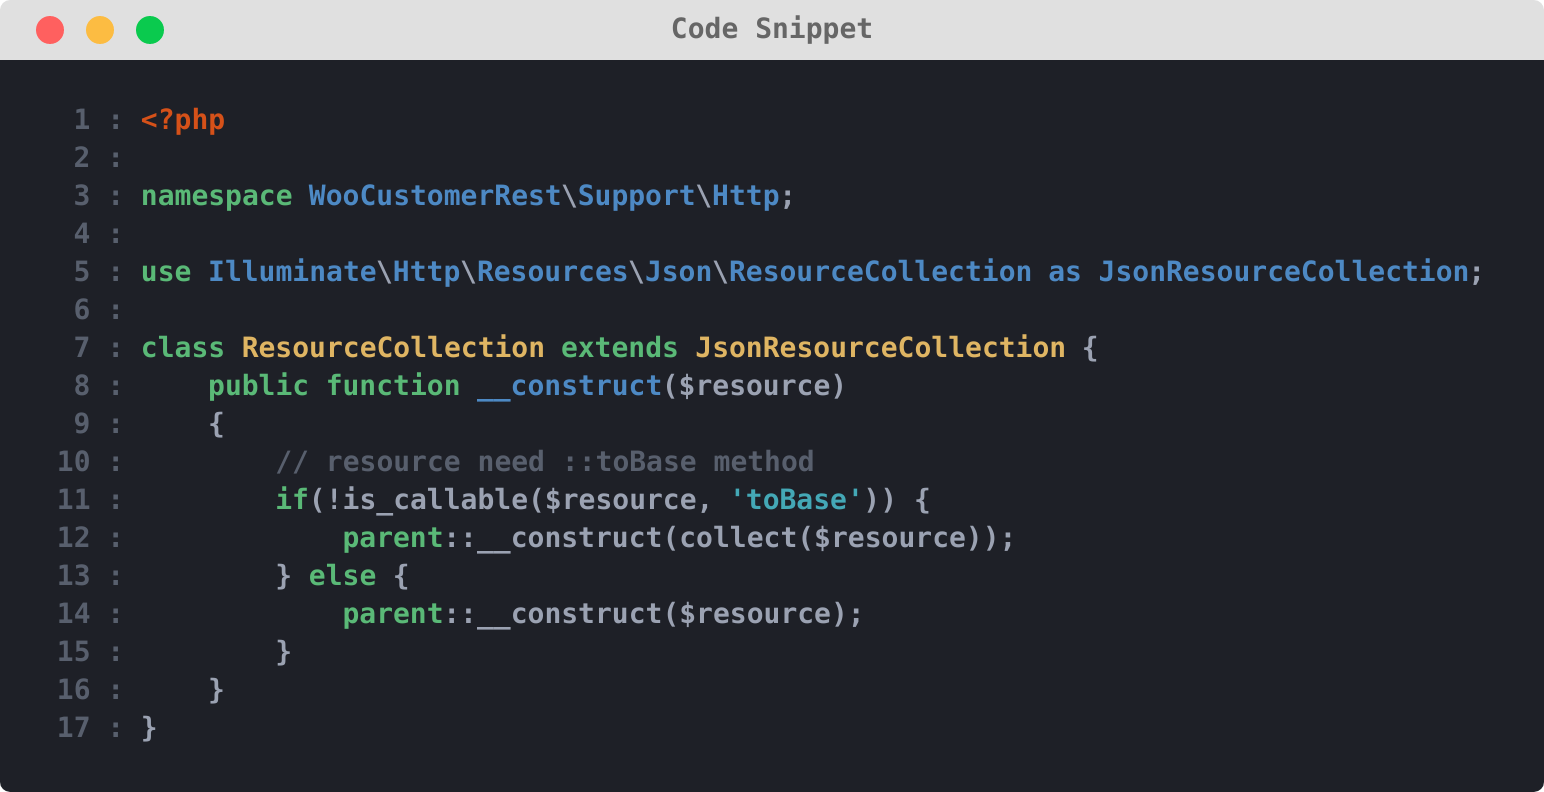 Code Snippet
1 : <?php
2 :
3 : namespace WooCustomerRest\Support\Http;
4 :
5 : use Illuminate\Http\Resources\Json\ResourceCollection as JsonResourceCollection;
6 :
7 : class ResourceCollection extends JsonResourceCollection {
8 :     public function __construct($resource)
9 :     {
10 :         // resource need ::toBase method
11 :         if(!is_callable($resource, 'toBase')) {
12 :             parent::__construct(collect($resource));
13 :         } else {
14 :             parent::__construct($resource);
15 :         }
16 :     }
17 : }